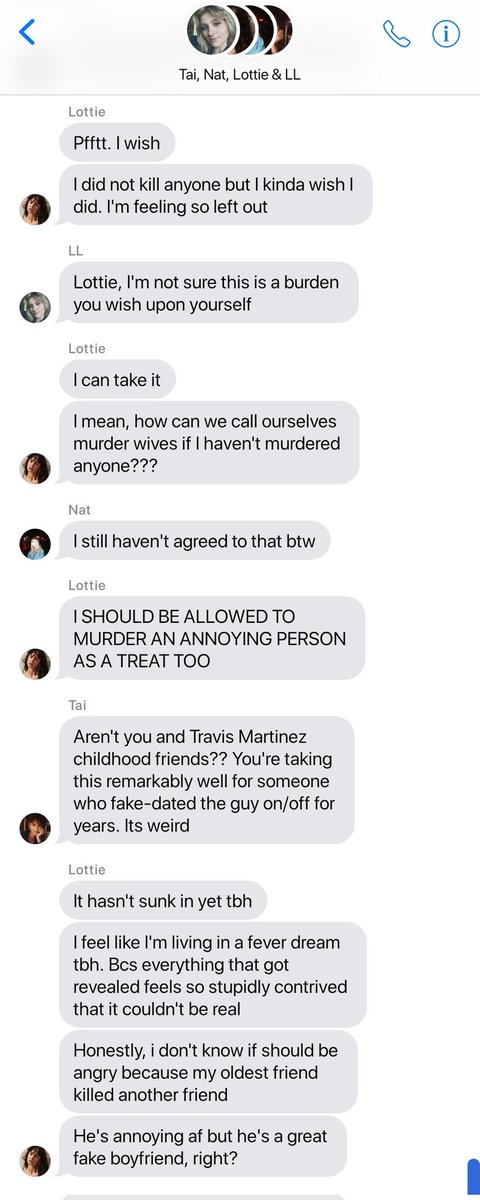 Tai, Nat, Lottie & LL
Lottie
Pfftt. I wish
I did not kill anyone but I kinda wish I
did. I'm feeling so left out
LL
Lottie, I'm not sure this is a burden
you wish upon yourself
Lottie
I can take it
I mean, how can we call ourselves
murder wives if I haven't murdered
anyone???
Nat
I still haven't agreed to that btw
Lottie
I SHOULD BE ALLOWED TO
MURDER AN ANNOYING PERSON
AS A TREAT TOO
Tai
Aren't you and Travis Martinez
childhood friends?? You're taking
this remarkably well for someone
who fake-dated the guy on/off for
years. Its weird
Lottie
It hasn't sunk in yet tbh
I feel like I'm living in a fever dream
tbh. Bcs everything that got
revealed feels so stupidly contrived
that it couldn't be real
Honestly, i don't know if should be
angry because my oldest friend
killed another friend
He's annoying af but he's a great
fake boyfriend, right?